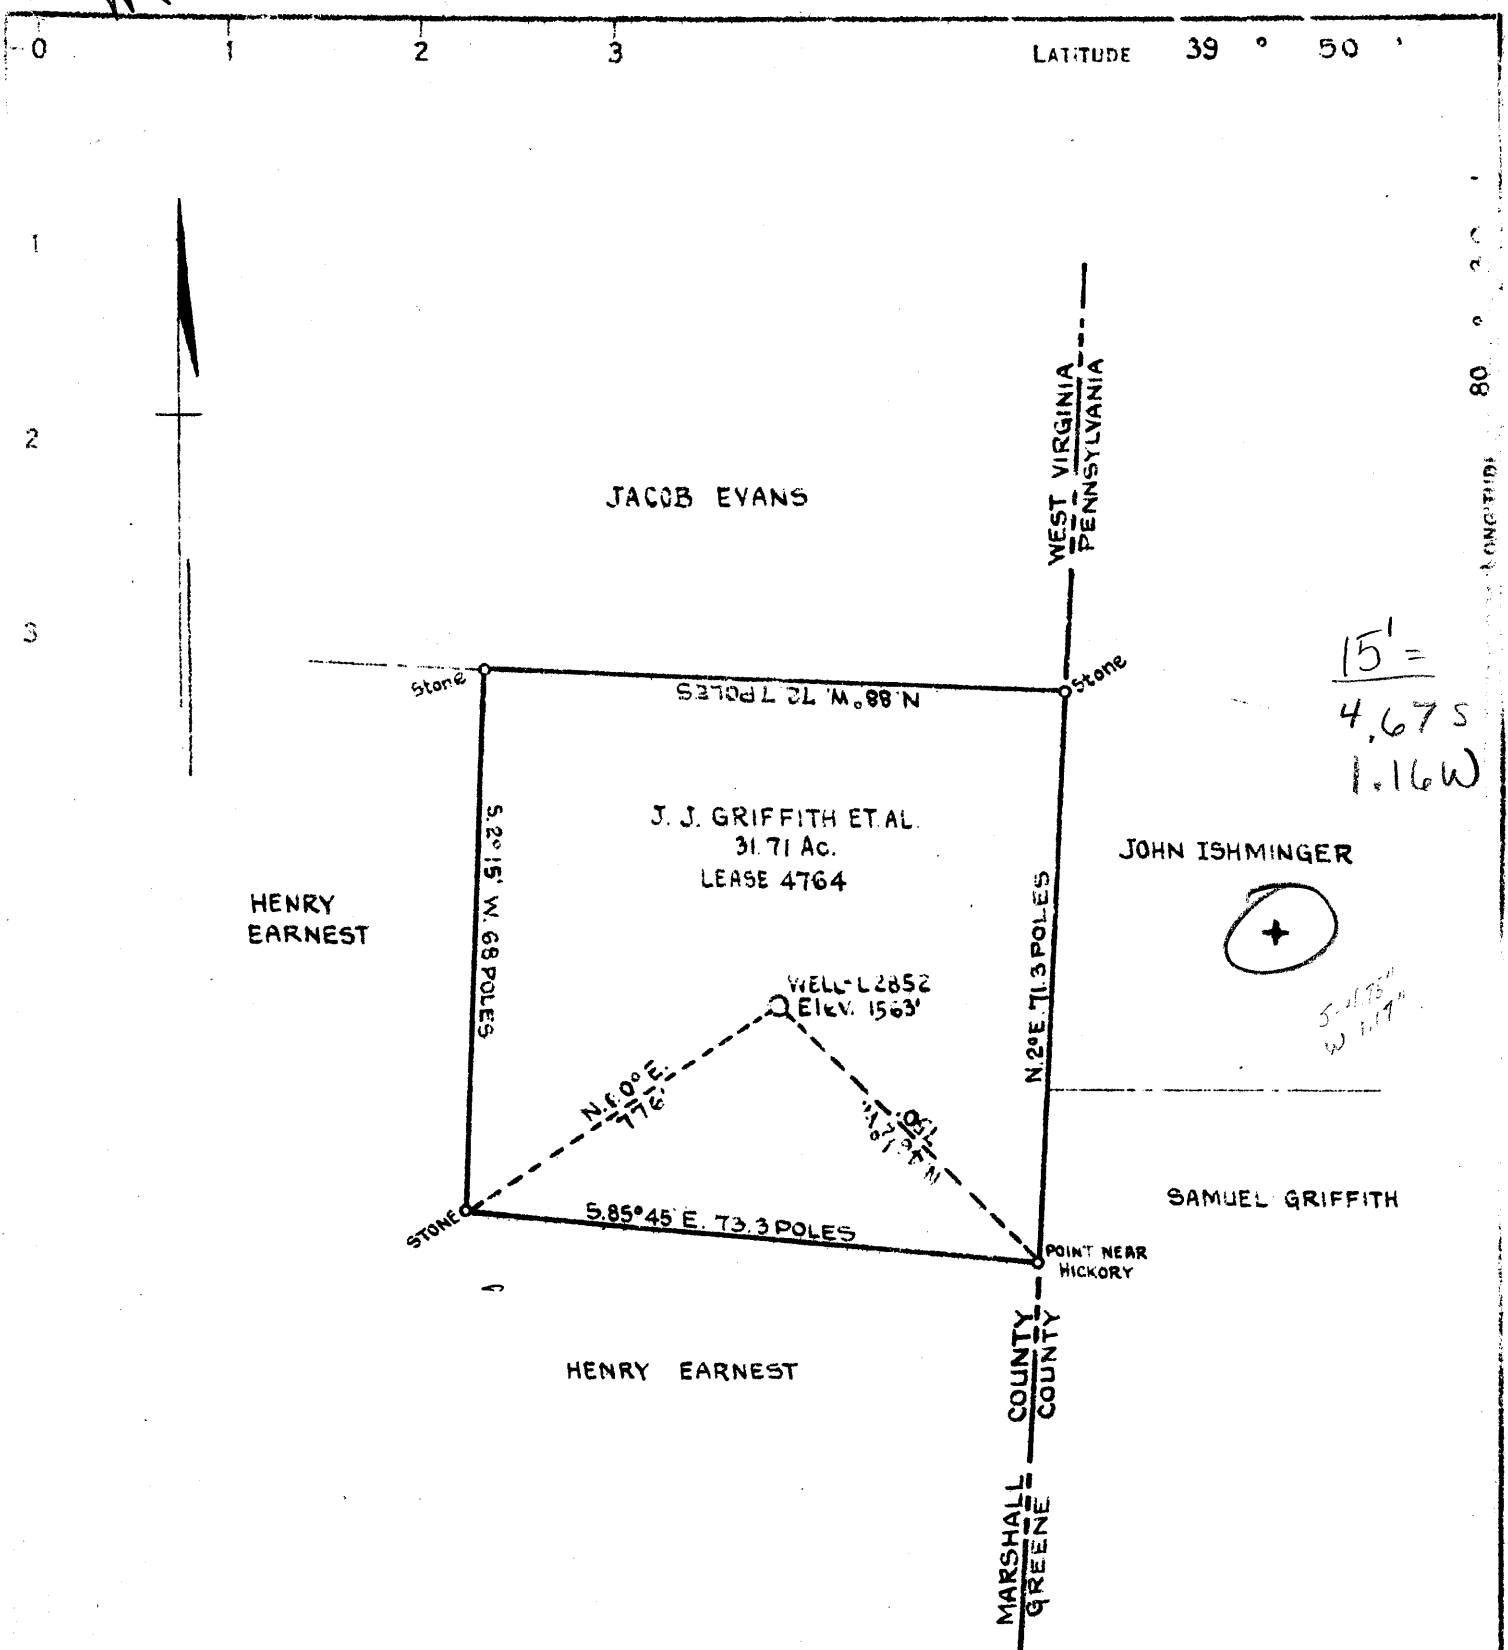 0 1 2 3 LATITUDE 39 ° 50 '
1
2
3
LONGITUDE 80 °
WEST VIRGINIA
PENNSYLVANIA
JACOB EVANS
15' =
4.67 S
1.16 W
Stone
Stone
N. 88° W. 72.7 POLES
J. J. GRIFFITH ET. AL.
31.71 AC.
LEASE 4764
S. 2° 15' W. 68 POLES
N. 2° E. 71.3 POLES
JOHN ISHMINGER
HENRY
EARNEST
WELL-L2852
Elev. 1563'
N. 60° E.
776'
STONE
S. 85° 45' E. 73.3 POLES
SAMUEL GRIFFITH
POINT NEAR
HICKORY
HENRY EARNEST
MARSHALL COUNTY
GREENE COUNTY